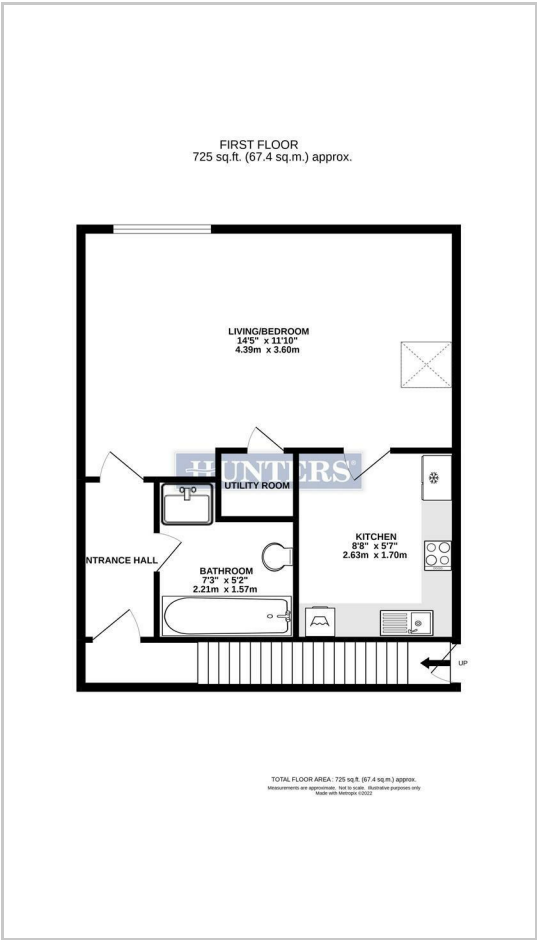 FIRST FLOOR
725 sq.ft. (67.4 sq.m.) approx.
LIVING/BEDROOM
14'5" x 11'10"
4.39m x 3.60m
HUNTERS
UTILITY ROOM
KITCHEN
8'8" x 5'7"
2.63m x 1.70m
NTRANCE HALL
BATHROOM
7'3" x 5'2"
2.21m x 1.57m
UP
TOTAL FLOOR AREA : 725 sq.ft. (67.4 sq.m.) approx.
Measurements are approximate. Not to scale. Illustrative purposes only
Made with Metropix ©2022